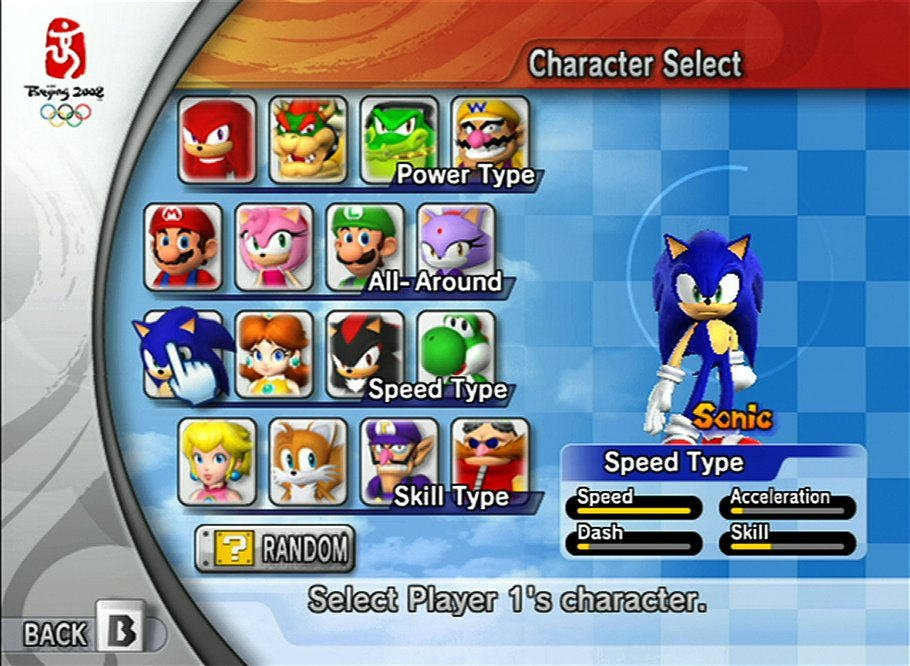 Beijing 2008
Character Select
Power Type
All-Around
Speed Type
Skill Type
? RANDOM
Sonic
Speed Type
Speed Acceleration
Dash Skill
Select Player 1's character.
BACK B